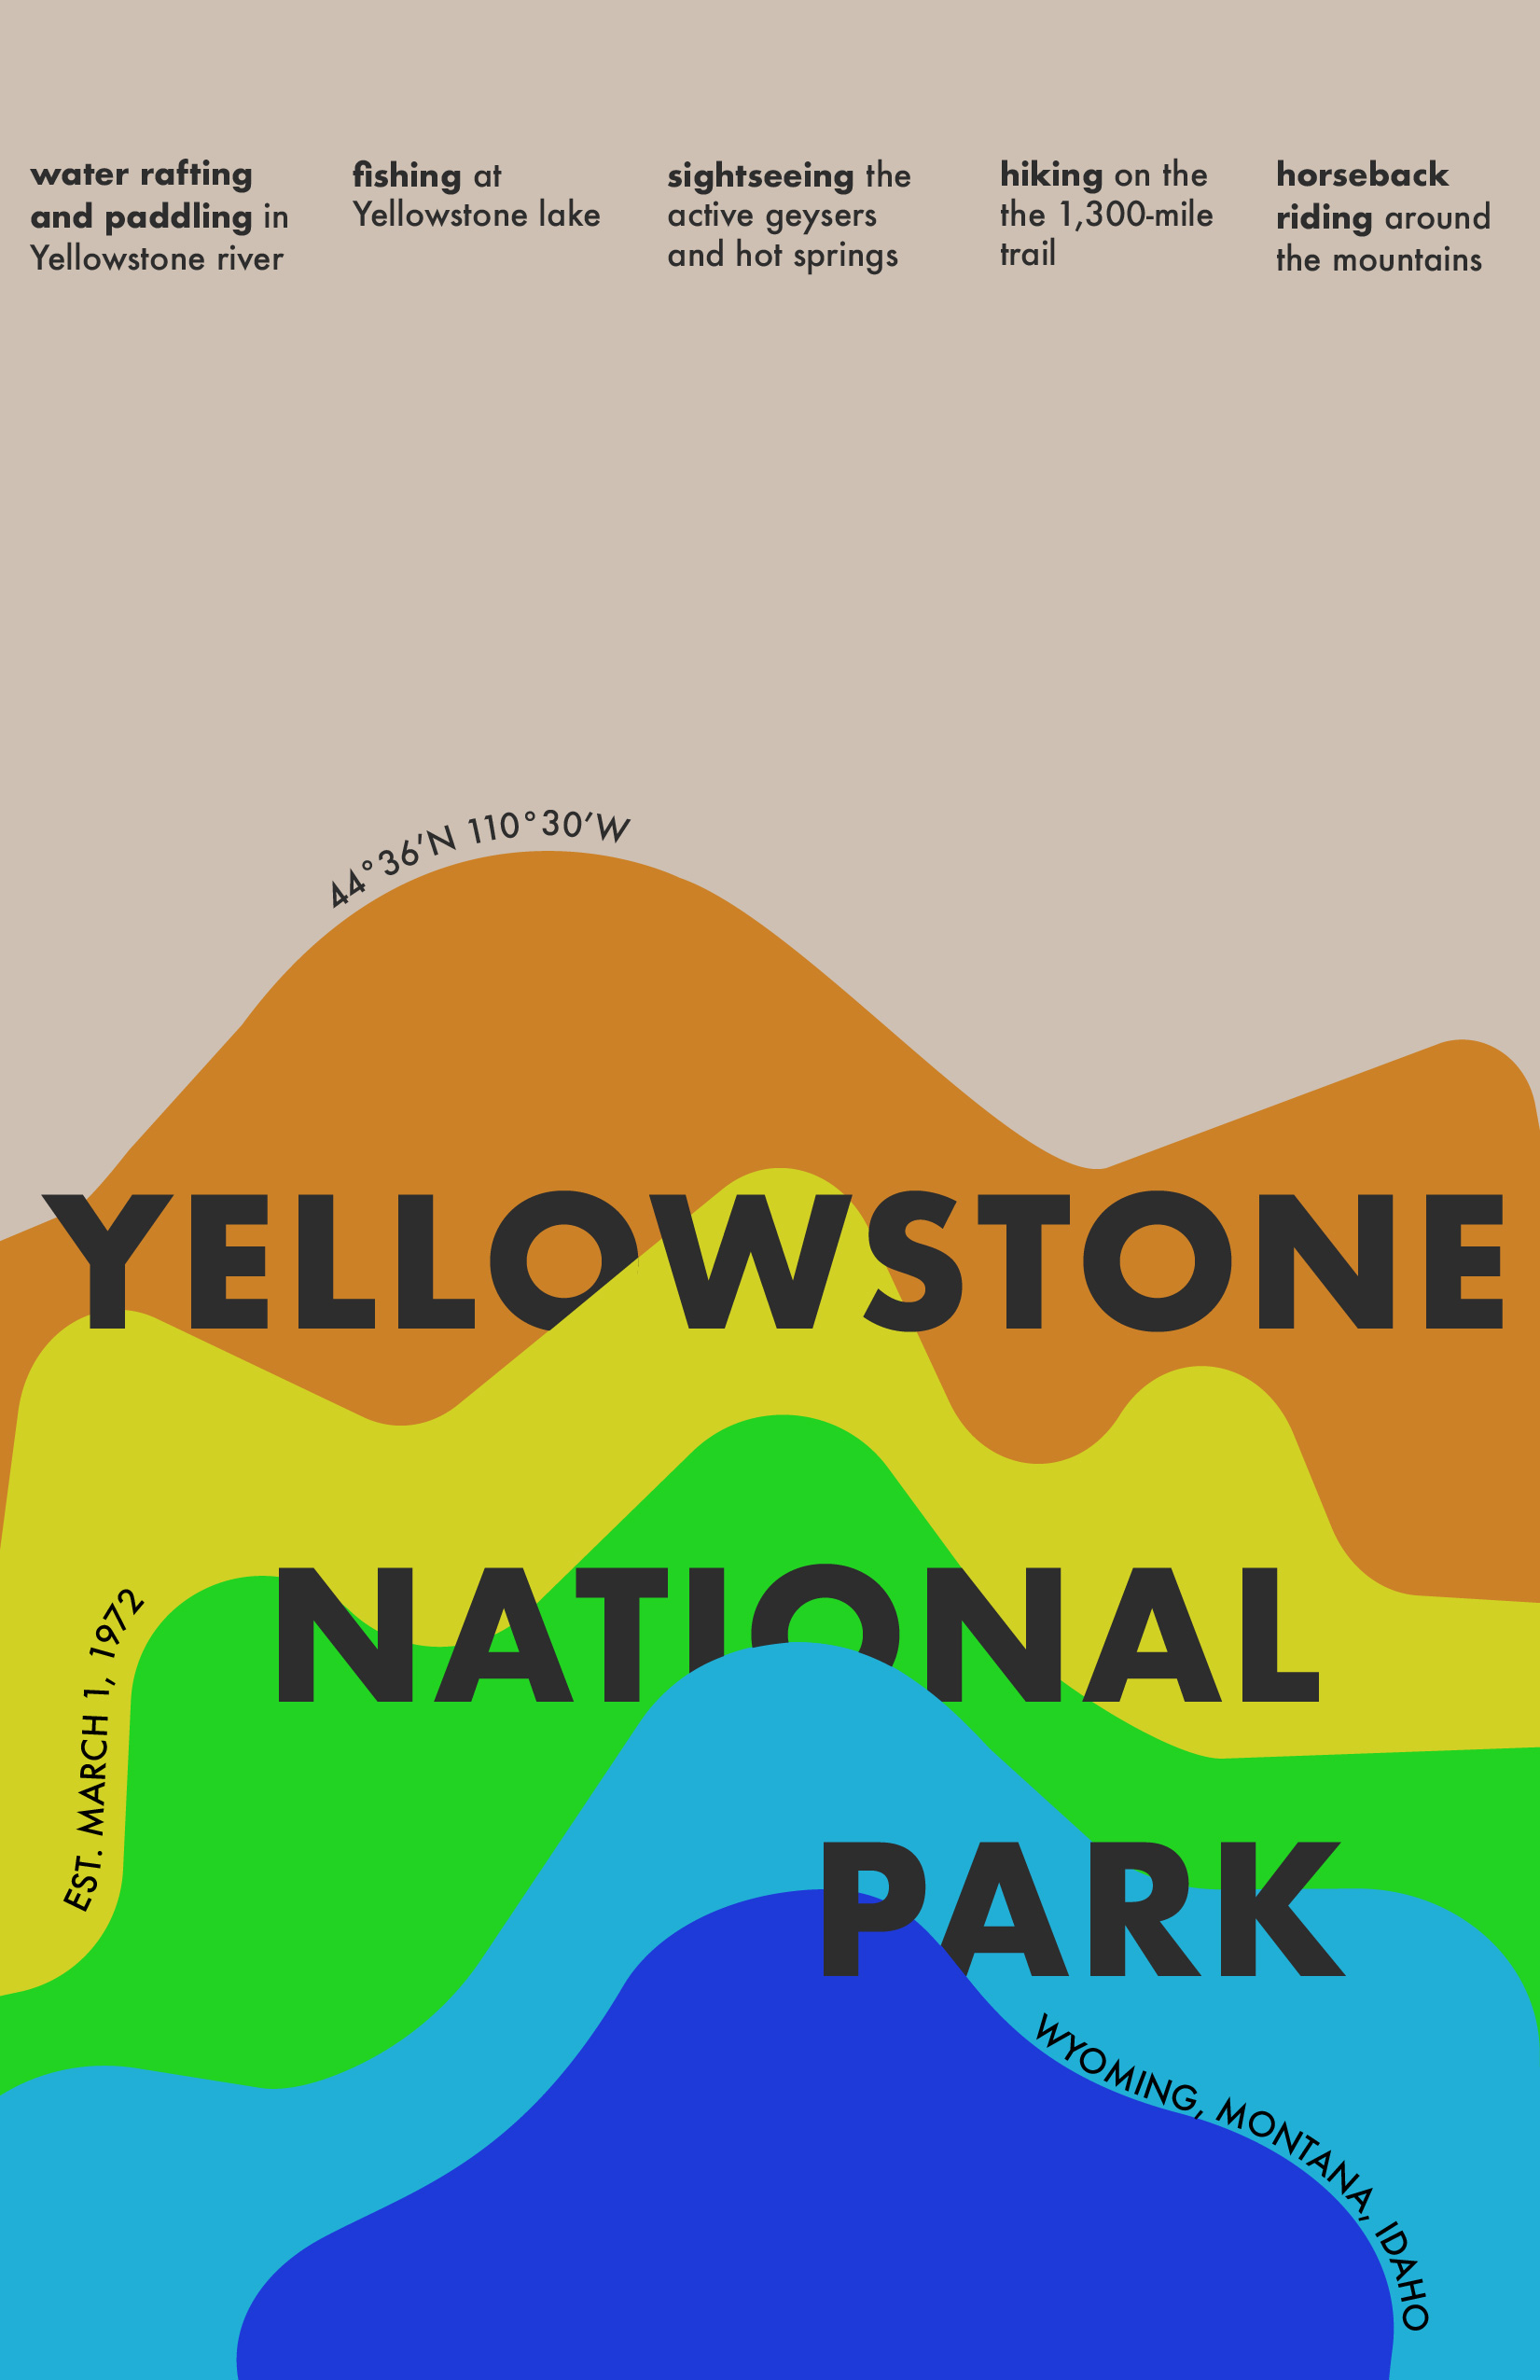 water rafting
and paddling in
Yellowstone river
fishing at
Yellowstone lake
sightseeing the
active geysers
and hot springs
hiking on the
the 1,300-mile
trail
horseback
riding around
the mountains
44°36'N 110°30'W
YELLOWSTONE
NATIONAL
EST. MARCH 1, 1972
PARK
WYOMING, MONTANA, IDAHO